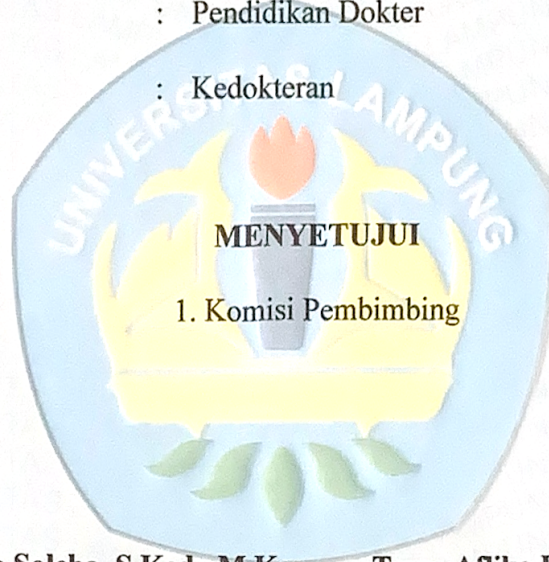 : Pendidikan Dokter
: Kedokteran
UNIVERSITAS LAMPUNG
MENYETUJUI
1. Komisi Pembimbing